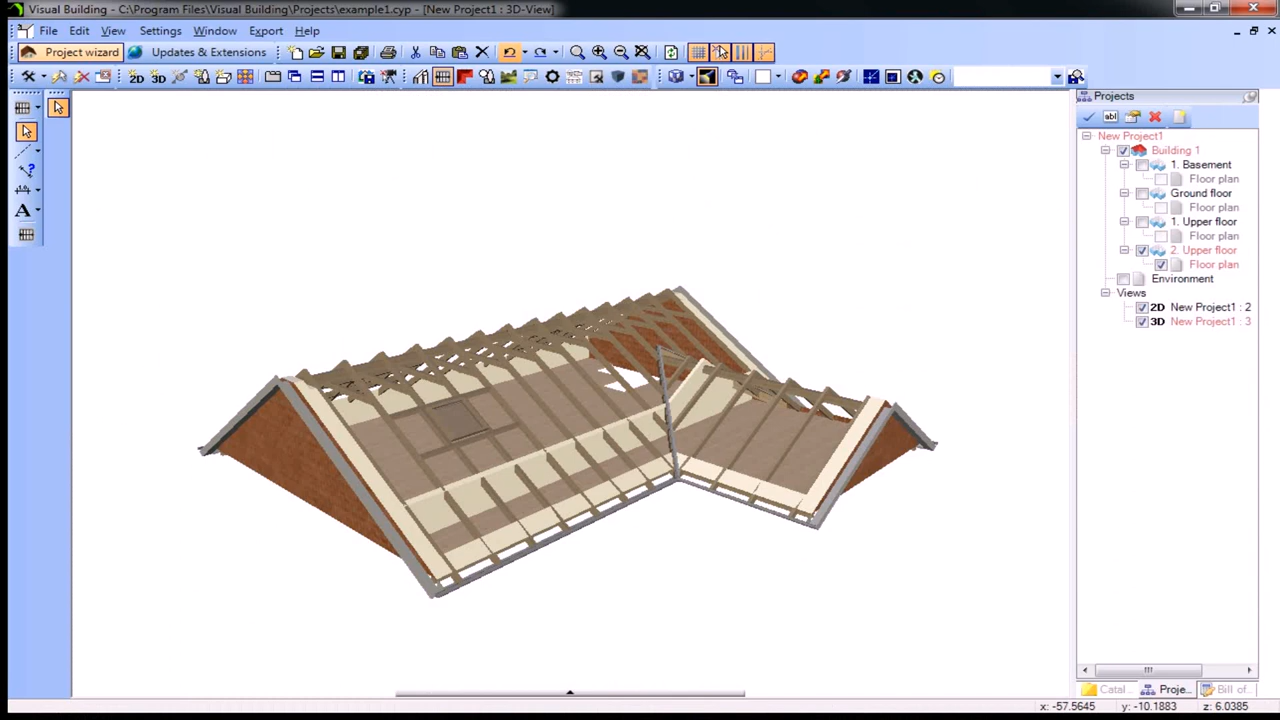 Visual Building - C:\Program Files\Visual Building\Projects\example1.cyp - [New Project1 : 3D-View]
File Edit View Settings Window Export Help
Project wizard Updates & Extensions
2D 3D
Projects
abl
New Project1
Building 1
1. Basement
Floor plan
Ground floor
Floor plan
1. Upper floor
Floor plan
2. Upper floor
Floor plan
Environment
Views
2D New Project1 : 2
3D New Project1 : 3
A
Catal... Proje... Bill of...
x: -57.5645 y: -10.1883 z: 6.0385